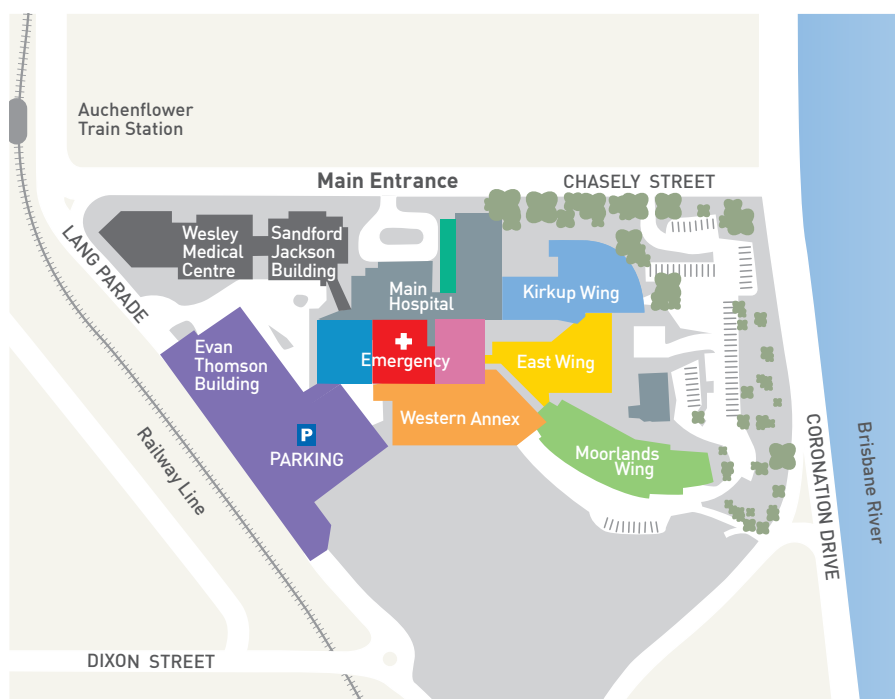 Auchenflower
Train Station
Main Entrance
CHASELY STREET
LANG PARADE
Wesley
Medical
Centre
Sandford
Jackson
Building
Main
Hospital
Kirkup Wing
Evan
Thomson
Building
Emergency
East Wing
Western Annex
P
PARKING
Moorlands
Wing
Railway Line
CORONATION DRIVE
Brisbane River
DIXON STREET